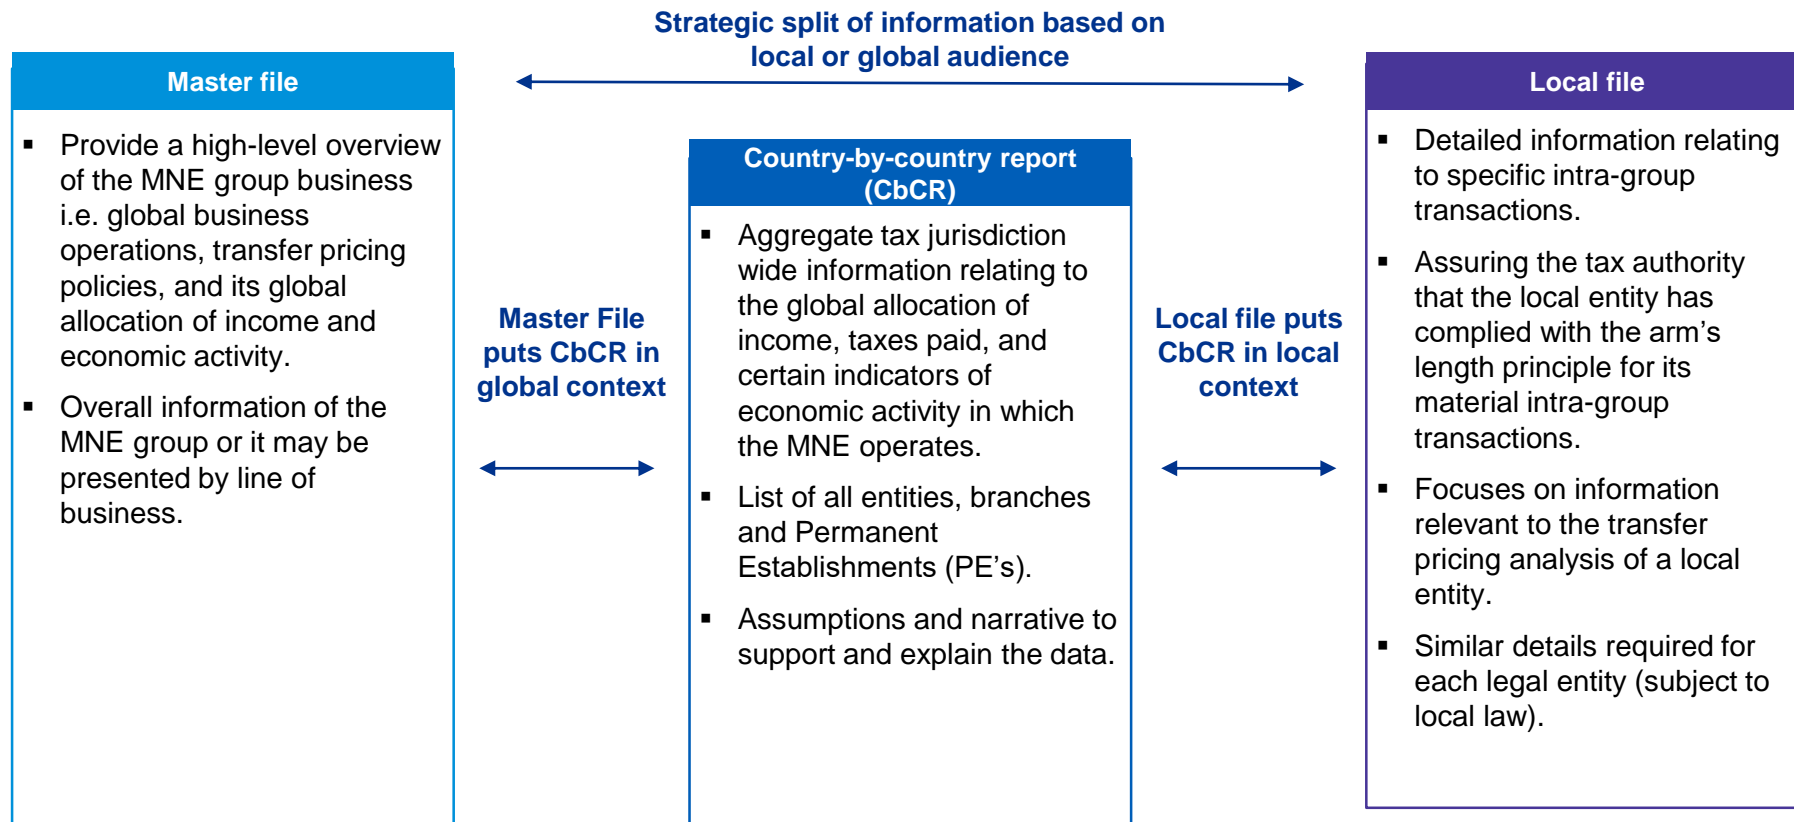 Strategic split of information based on
local or global audience
Master file
▪ Provide a high-level overview
of the MNE group business
i.e. global business
operations, transfer pricing
policies, and its global
allocation of income and
economic activity.
▪ Overall information of the
MNE group or it may be
presented by line of
business.
Master File
puts CbCR in
global context
Country-by-country report
(CbCR)
▪ Aggregate tax jurisdiction
wide information relating to
the global allocation of
income, taxes paid, and
certain indicators of
economic activity in which
the MNE operates.
▪ List of all entities, branches
and Permanent
Establishments (PE’s).
▪ Assumptions and narrative to
support and explain the data.
Local file puts
CbCR in local
context
Local file
▪ Detailed information relating
to specific intra-group
transactions.
▪ Assuring the tax authority
that the local entity has
complied with the arm’s
length principle for its
material intra-group
transactions.
▪ Focuses on information
relevant to the transfer
pricing analysis of a local
entity.
▪ Similar details required for
each legal entity (subject to
local law).